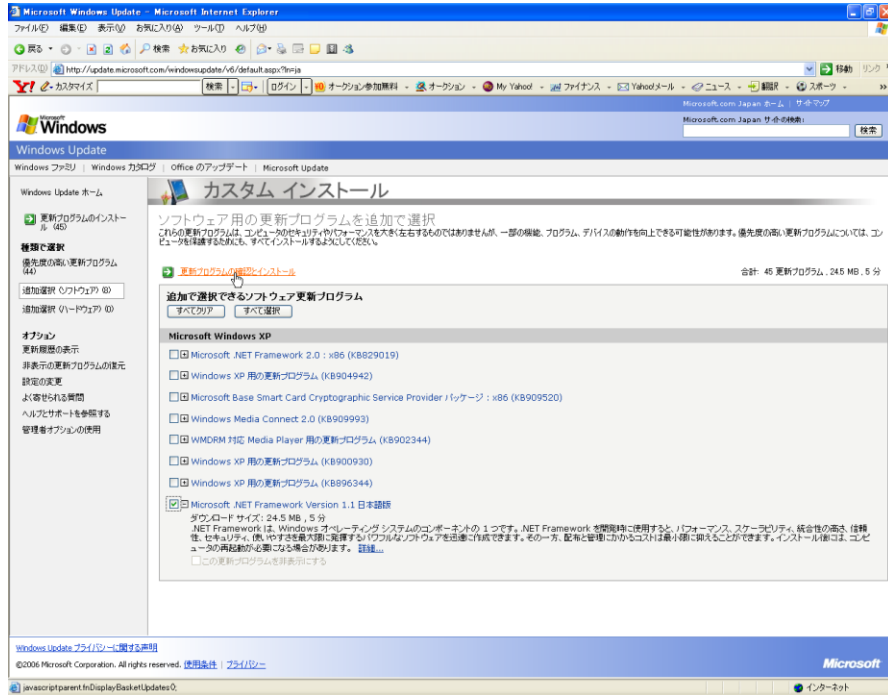 Microsoft Windows Update - Microsoft Internet Explorer
ファイル(F) 編集(E) 表示(V) お気に入り(A) ツール(T) ヘルプ(H)
戻る 検索 お気に入り
アドレス(D) http://update.microsoft.com/windowsupdate/v6/default.aspx?ln=ja 移動 リンク
Y! カスタマイズ 検索 ログイン オークション参加無料 オークション My Yahoo! ファイナンス Yahoo!メール ニュース 翻訳 スポーツ
Microsoft.com Japan ホーム | サイトマップ
Microsoft Windows
Microsoft.com Japan サイトの検索:
検索
Windows Update
Windows ファミリ | Windows カタログ | Office のアップデート | Microsoft Update
Windows Update ホーム
更新プログラムのインストール (45)
種類で選択
優先度の高い更新プログラム (44)
追加選択 (ソフトウェア) (8)
追加選択 (ハードウェア) (0)
オプション
更新履歴の表示
非表示の更新プログラムの復元
設定の変更
よく寄せられる質問
ヘルプとサポートを参照する
管理者オプションの使用
カスタム インストール
ソフトウェア用の更新プログラムを追加で選択
これらの更新プログラムは、コンピュータのセキュリティやパフォーマンスを大きく左右するものではありませんが、一部の機能、プログラム、デバイスの動作を向上できる可能性があります。優先度の高い更新プログラムについては、コン
ピュータを保護するためにも、すべてインストールするようにしてください。
更新プログラムの確認とインストール
合計: 45 更新プログラム , 24.5 MB , 5 分
追加で選択できるソフトウェア更新プログラム
すべてクリア すべて選択
Microsoft Windows XP
Microsoft .NET Framework 2.0 : x86 (KB829019)
Windows XP 用の更新プログラム (KB904942)
Microsoft Base Smart Card Cryptographic Service Provider パッケージ : x86 (KB909520)
Windows Media Connect 2.0 (KB909993)
WMDRM 対応 Media Player 用の更新プログラム (KB902344)
Windows XP 用の更新プログラム (KB900930)
Windows XP 用の更新プログラム (KB896344)
Microsoft .NET Framework Version 1.1 日本語版
ダウンロード サイズ: 24.5 MB , 5 分
.NET Framework は、Windows オペレーティング システムのコンポーネントの 1 つです。.NET Framework を開発時に使用すると、パフォーマンス、スケーラビリティ、統合性の高さ、信頼
性、セキュリティ、使いやすさを最大限に発揮するパワフルなソフトウェアを迅速に作成できます。その一方、配布と管理にかかるコストは最小限に抑えることができます。インストール後には、コンピ
ュータの再起動が必要になる場合があります。 詳細...
この更新プログラムを非表示にする
Windows Update プライバシーに関する声明
©2006 Microsoft Corporation. All rights reserved. 使用条件 | プライバシー
Microsoft
javascript:parent.fnDisplayBasketUpdates(); インターネット